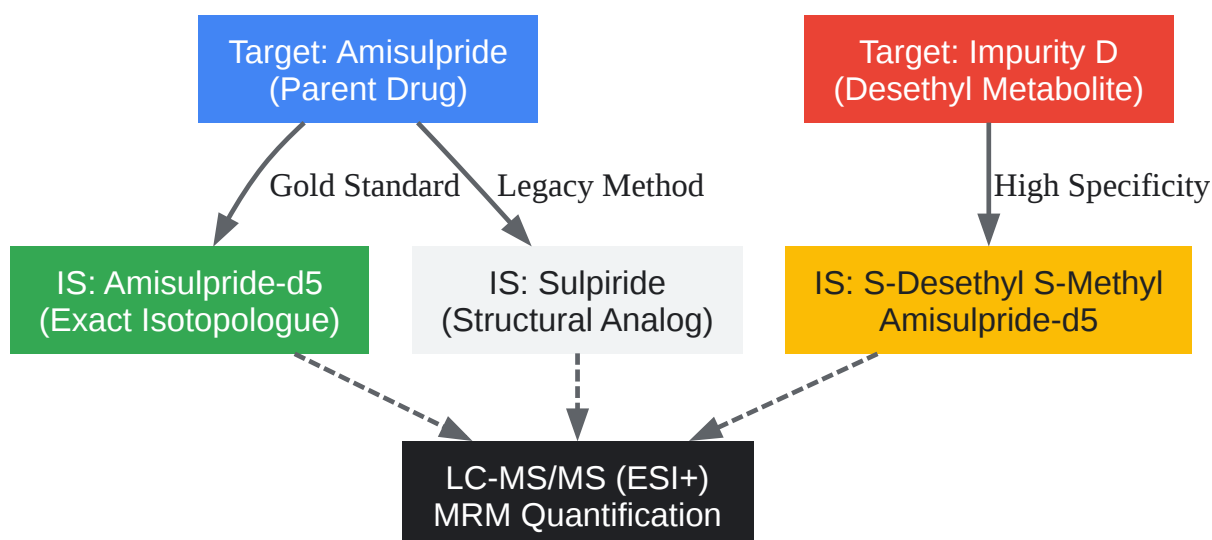 Target: Amisulpride
(Parent Drug)
Target: Impurity D
(Desethyl Metabolite)
Gold Standard
Legacy Method
High Specificity
IS: Amisulpride-d5
(Exact Isotopologue)
IS: Sulpiride
(Structural Analog)
IS: S-Desethyl S-Methyl
Amisulpride-d5
LC-MS/MS (ESI+)
MRM Quantification